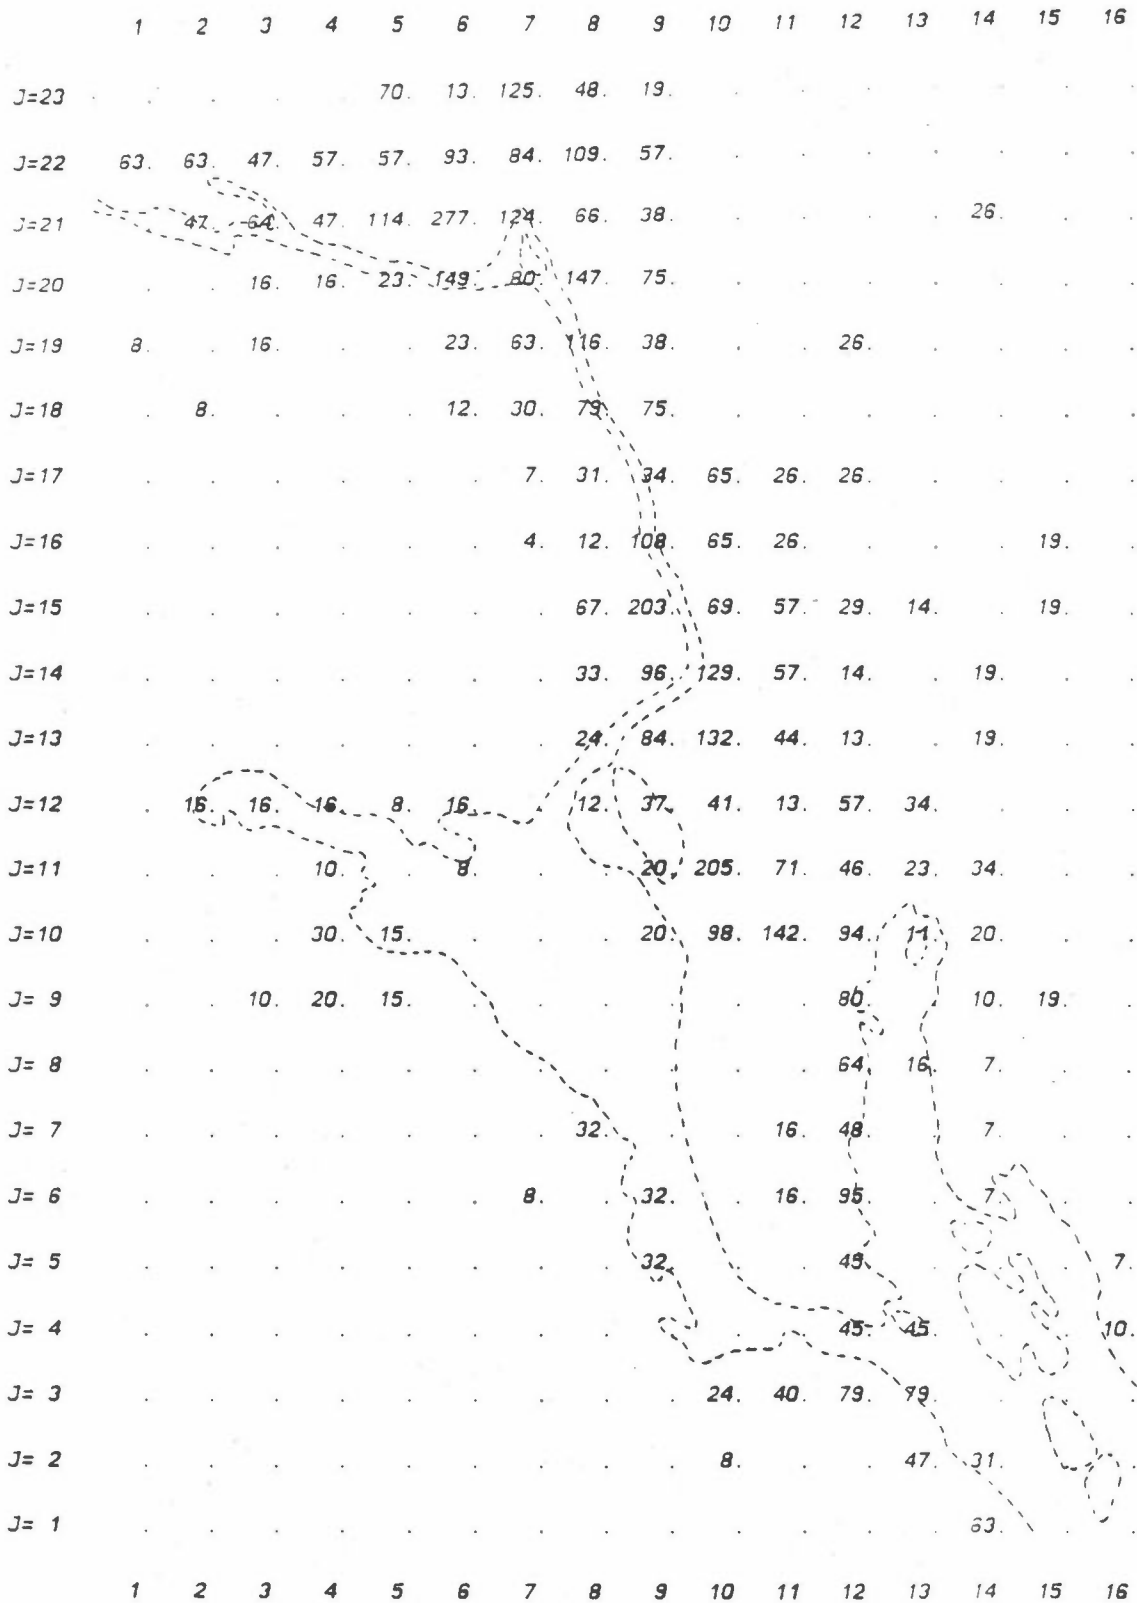 1 2 3 4 5 6 7 8 9 10 11 12 13 14 15 16
J=23 . . . . 70. 13. 125. 48. 19. . . . . . . .
J=22 63. 63. 47. 57. 57. 93. 84. 109. 57. . . . . . . .
J=21 47. 64. 47. 114. 277. 124. 66. 38. . . . . 26. . .
J=20 . . 16. 16. 23. 149. 80. 147. 75. . . . . . . .
J=19 8. . 16. . . 23. 63. 116. 38. . . 26. . . . .
J=18 . 8. . . . 12. 30. 79. 75. . . . . . . .
J=17 . . . . . . 7. 31. 34. 65. 26. 26. . . . .
J=16 . . . . . . 4. 12. 108. 65. 26. . . . 19. .
J=15 . . . . . . . 67. 203. 69. 57. 29. 14. . 19. .
J=14 . . . . . . . 33. 96. 129. 57. 14. . 19. . .
J=13 . . . . . . . 24. 84. 132. 44. 13. . 19. . .
J=12 . 16. 16. 16. 8. 16. . 12. 37. 41. 13. 57. 34. . . .
J=11 . . . 10. . 8. . . 20. 205. 71. 46. 23. 34. . .
J=10 . . . 30. 15. . . . 20. 98. 142. 94. 11. 20. . .
J= 9 . . 10. 20. 15. . . . . . . 80. . 10. 19. .
J= 8 . . . . . . . . . . . 64. 16. 7. . .
J= 7 . . . . . . . 32. . . 16. 48. . 7. . .
J= 6 . . . . . . 8. . 32. . 16. 95. . 7. . .
J= 5 . . . . . . . . 32. . . 45. . . . 7.
J= 4 . . . . . . . . . . . 45. 45. . . 10.
J= 3 . . . . . . . . . 24. 40. 79. 79. . . .
J= 2 . . . . . . . . . 8. . . 47. 31. . .
J= 1 . . . . . . . . . . . . . 63. . .
1 2 3 4 5 6 7 8 9 10 11 12 13 14 15 16